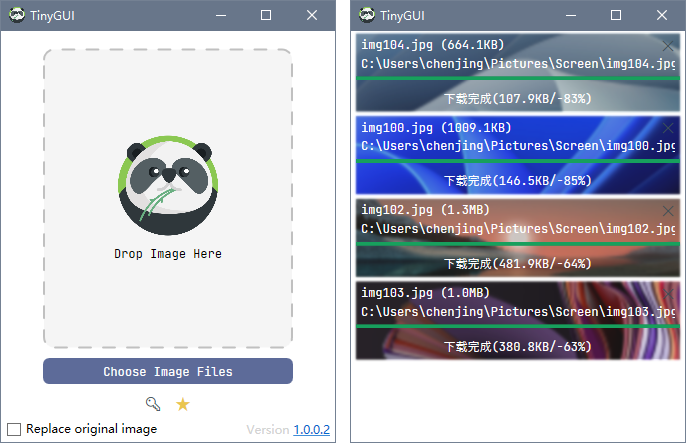 TinyGUI
Drop Image Here
Choose Image Files
Replace original image
Version 1.0.0.2
TinyGUI
img104.jpg (664.1KB)
C:\Users\chenjing\Pictures\Screen\img104.jpg
下载完成(107.9KB/-83%)
img100.jpg (1009.1KB)
C:\Users\chenjing\Pictures\Screen\img100.jpg
下载完成(146.5KB/-85%)
img102.jpg (1.3MB)
C:\Users\chenjing\Pictures\Screen\img102.jpg
下载完成(481.9KB/-64%)
img103.jpg (1.0MB)
C:\Users\chenjing\Pictures\Screen\img103.jpg
下载完成(380.8KB/-63%)